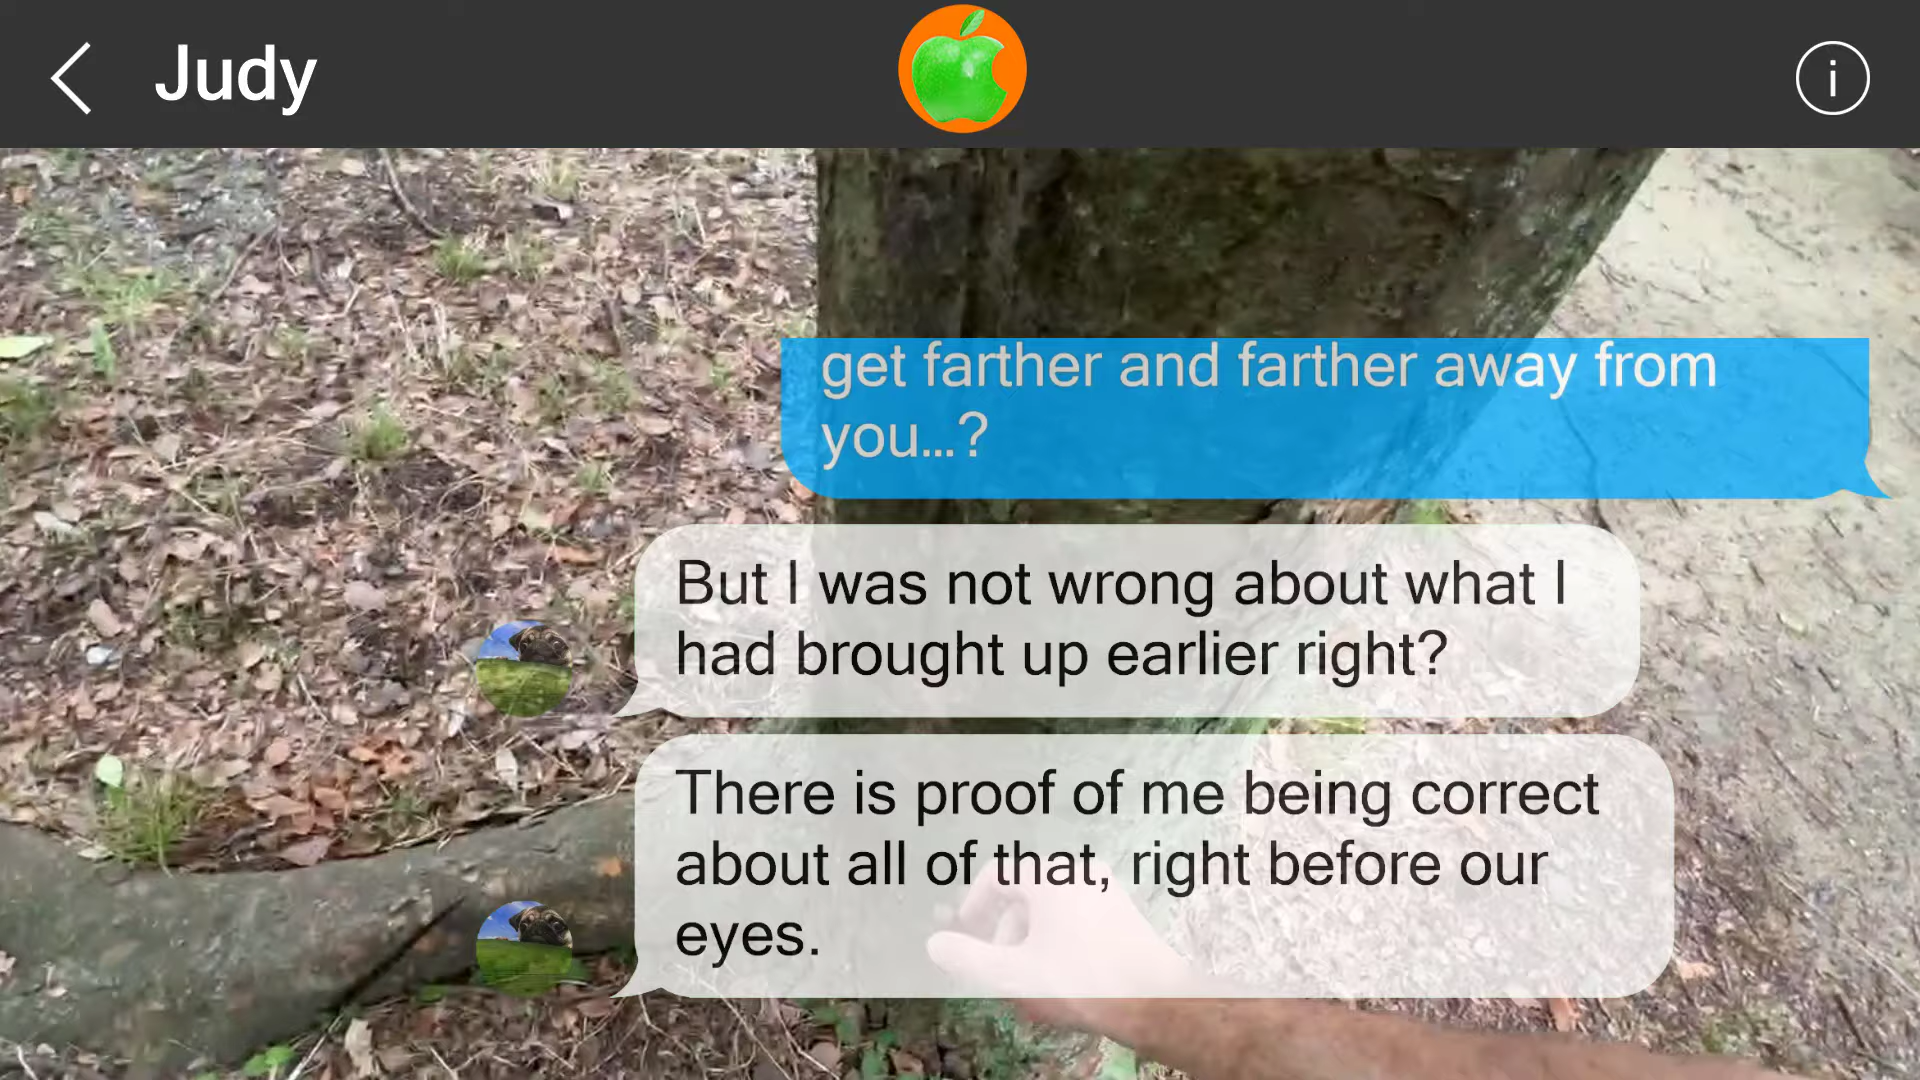 Judy
get farther and farther away from
you...?
But I was not wrong about what I
had brought up earlier right?
There is proof of me being correct
about all of that, right before our
eyes.